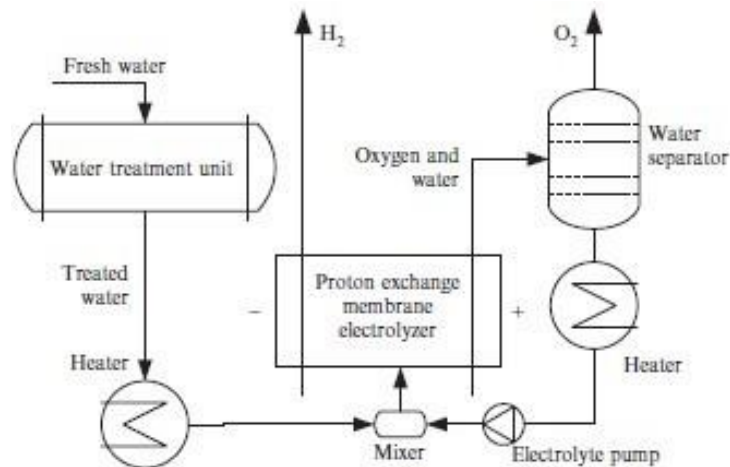 H2
O2
Fresh water
Water treatment unit
Oxygen and
water
Water
separator
Treated
water
Proton exchange
membrane
electrolyzer
−
+
Heater
Heater
Mixer
Electrolyte pump